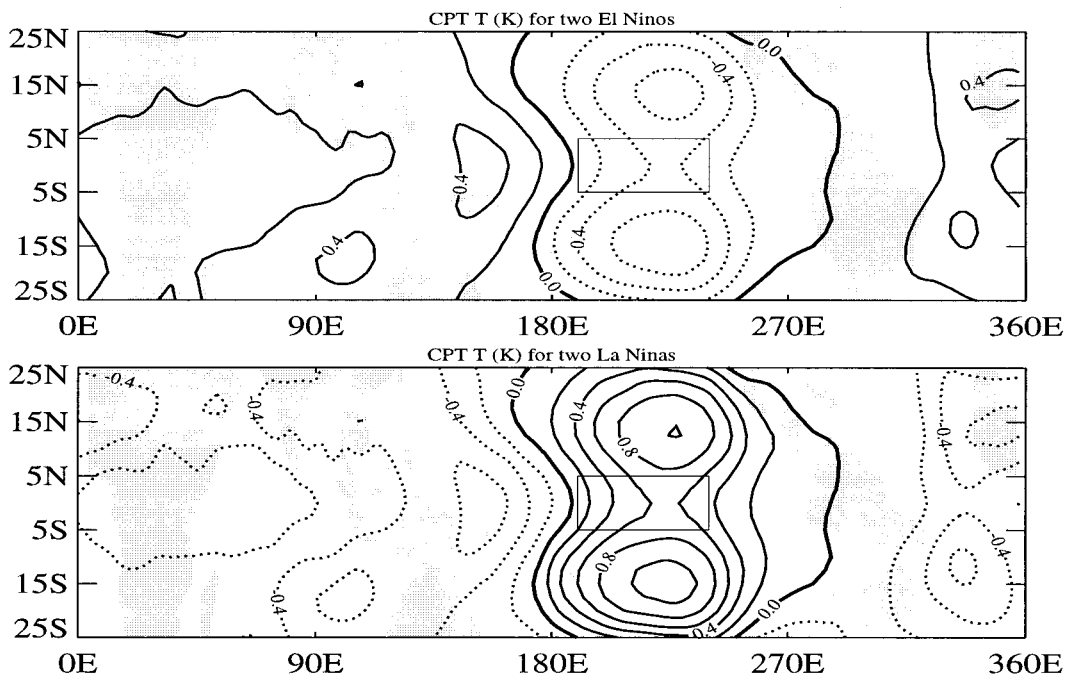 CPT T (K) for two El Ninos
25N
15N
5N
5S
15S
25S
0E 90E 180E 270E 360E
0.0
-0.4
0.4
0.4
0.4
-0.4
0.0
CPT T (K) for two La Ninas
25N
15N
5N
5S
15S
25S
0E 90E 180E 270E 360E
-0.4
-0.4
-0.4
0.0
0.4
0.8
0.0
-0.4
-0.4
0.8
-0.4
0.4
0.0